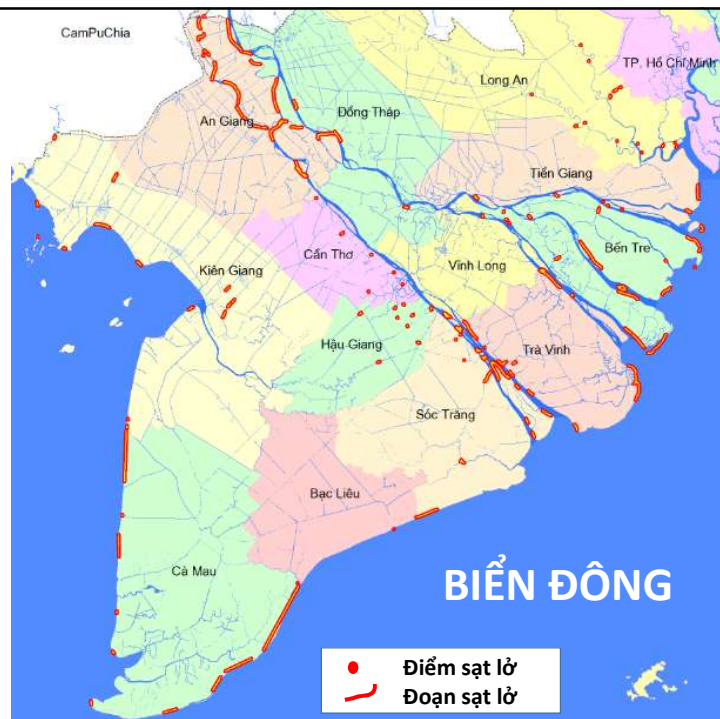 CamPuChia
TP. Hồ Chí Minh
Long An
Đồng Tháp
An Giang
Tiền Giang
Bến Tre
Cần Thơ
Vĩnh Long
Kiên Giang
Hậu Giang
Trà Vinh
Sóc Trăng
Bạc Liêu
Cà Mau
BIỂN ĐÔNG
Điểm sạt lở
Đoạn sạt lở